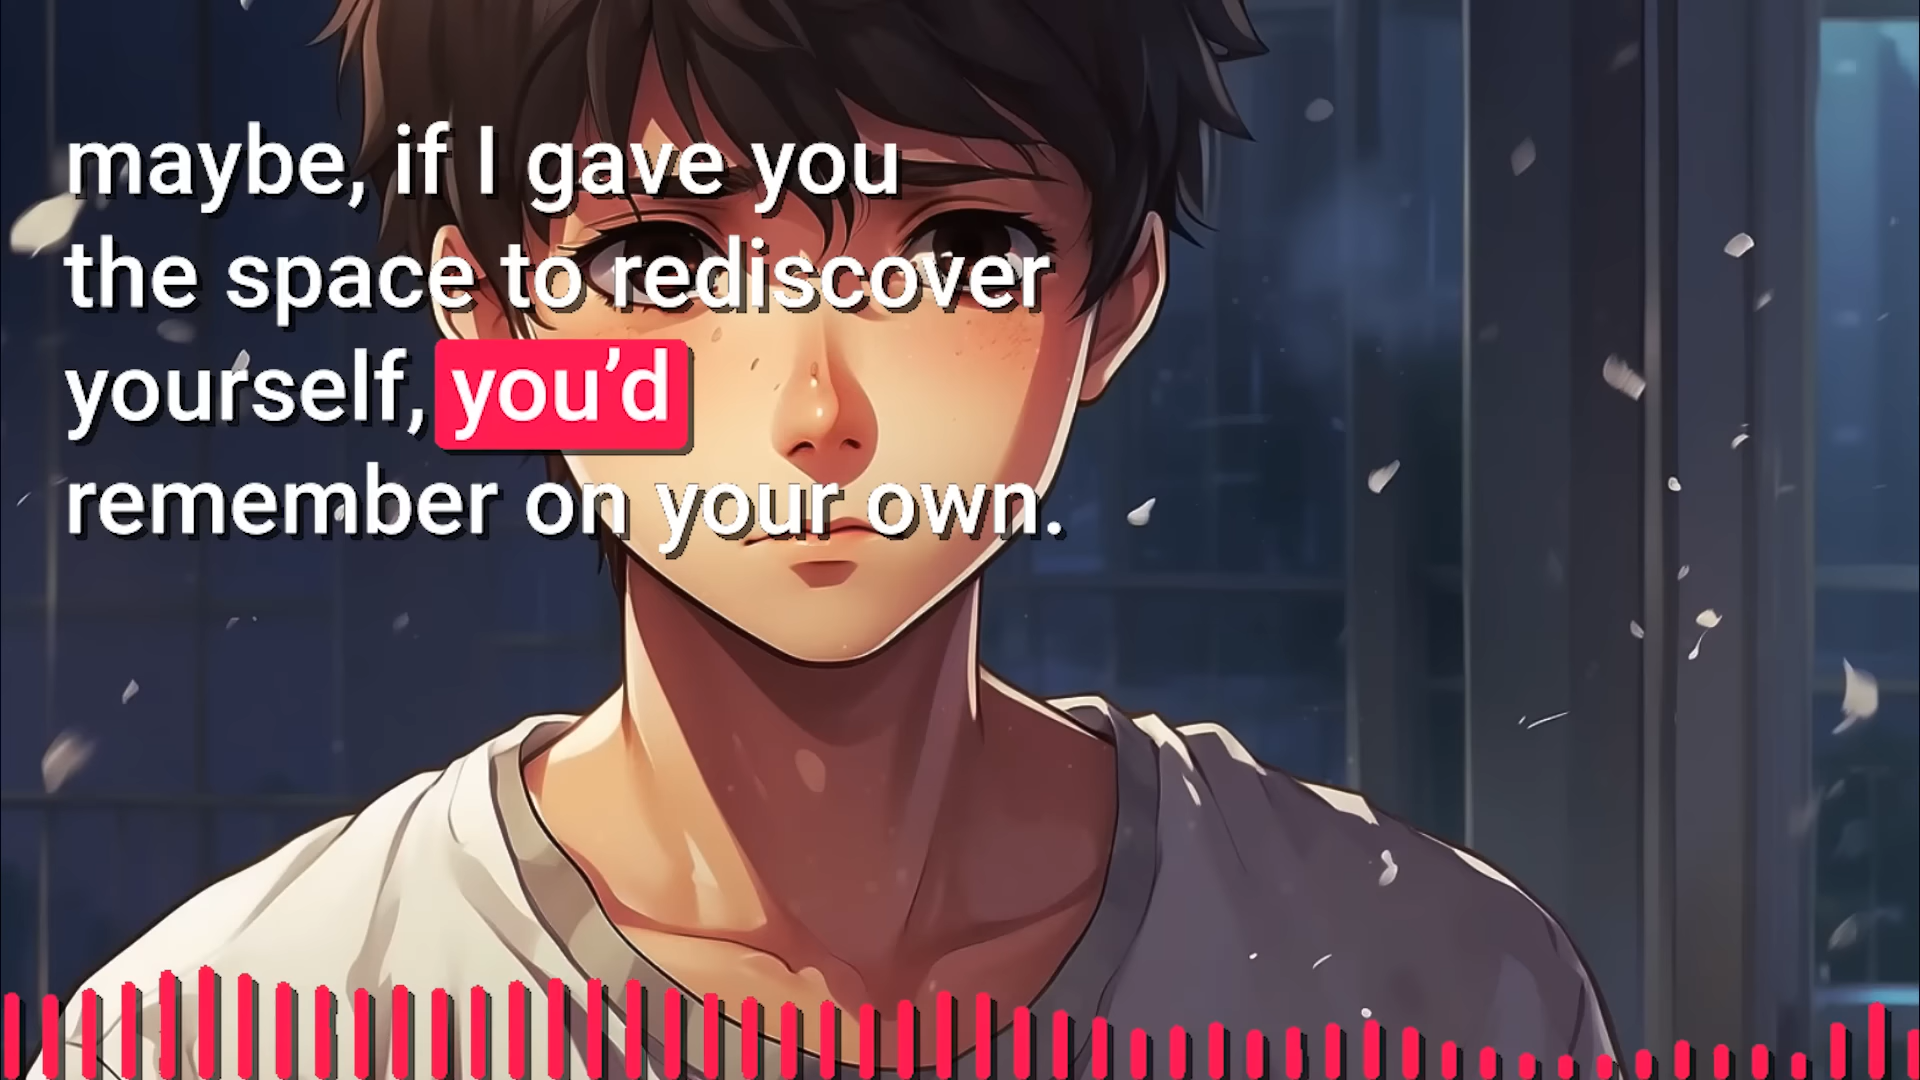 maybe, if I gave you
the space to rediscover
yourself, you’d
remember on your own.